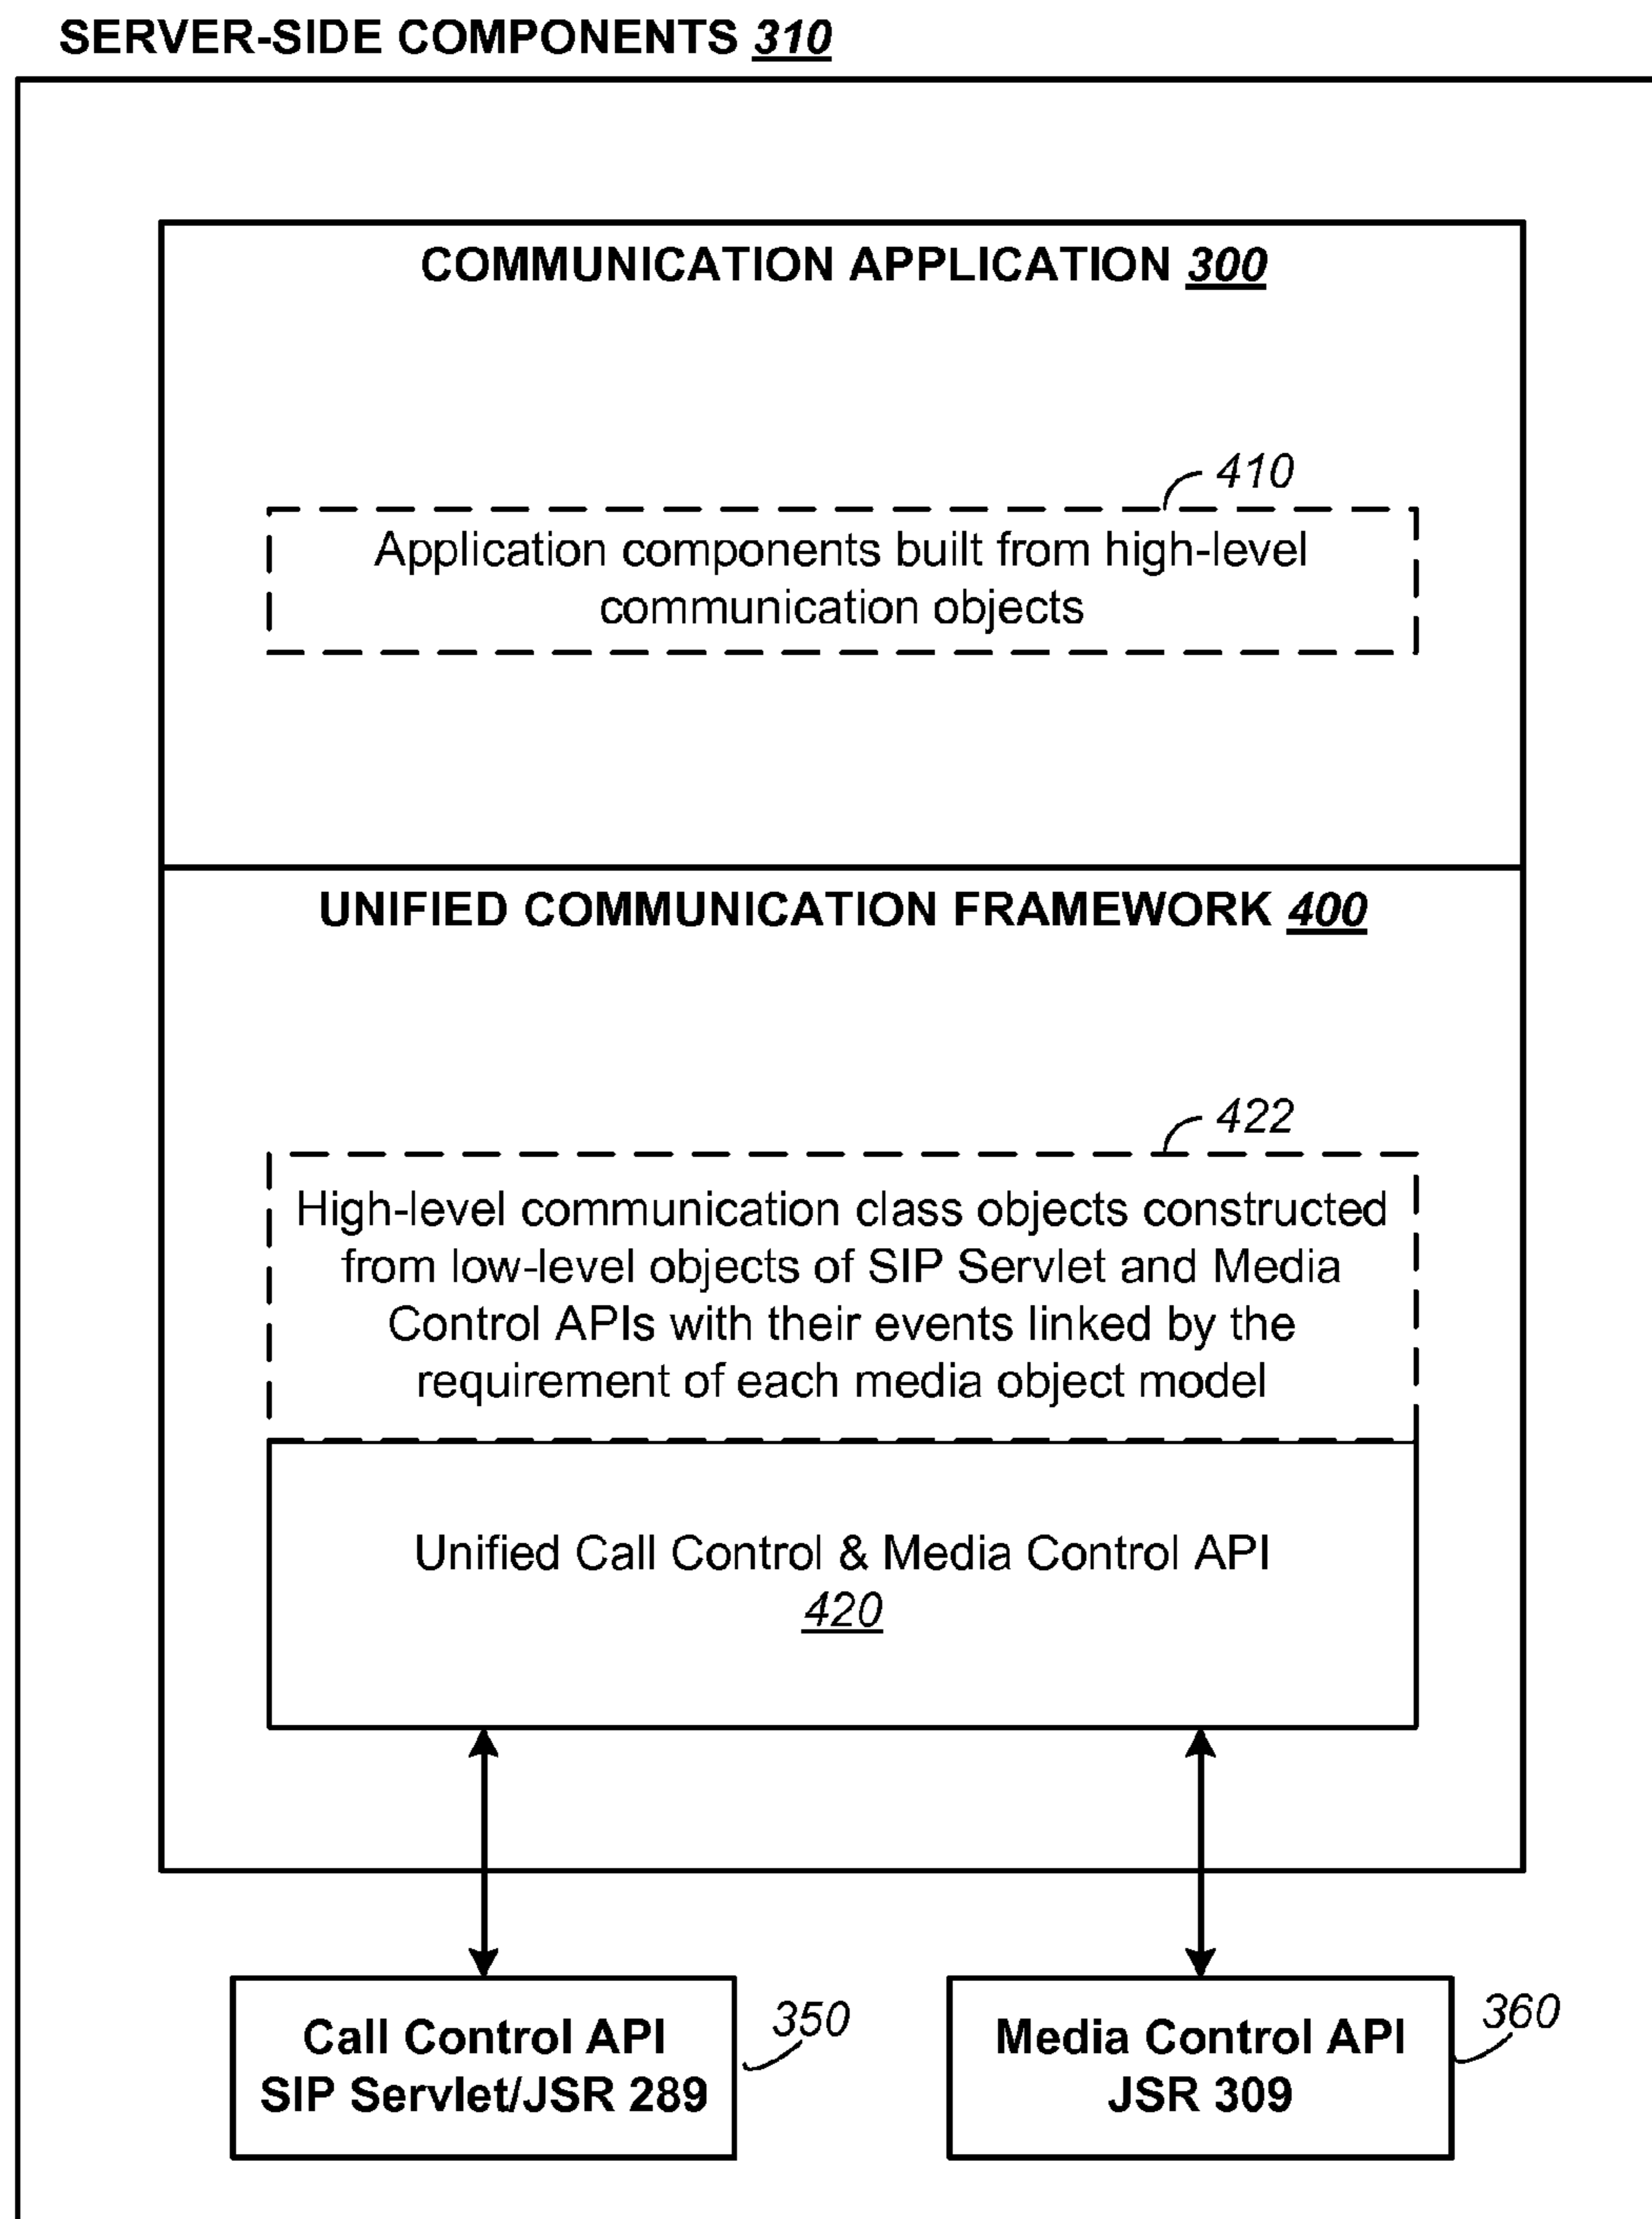 SERVER-SIDE COMPONENTS 310
COMMUNICATION APPLICATION 300
410
Application components built from high-level
communication objects
UNIFIED COMMUNICATION FRAMEWORK 400
422
High-level communication class objects constructed
from low-level objects of SIP Servlet and Media
Control APIs with their events linked by the
requirement of each media object model
Unified Call Control & Media Control API
420
Call Control API
SIP Servlet/JSR 289
350
Media Control API
JSR 309
360